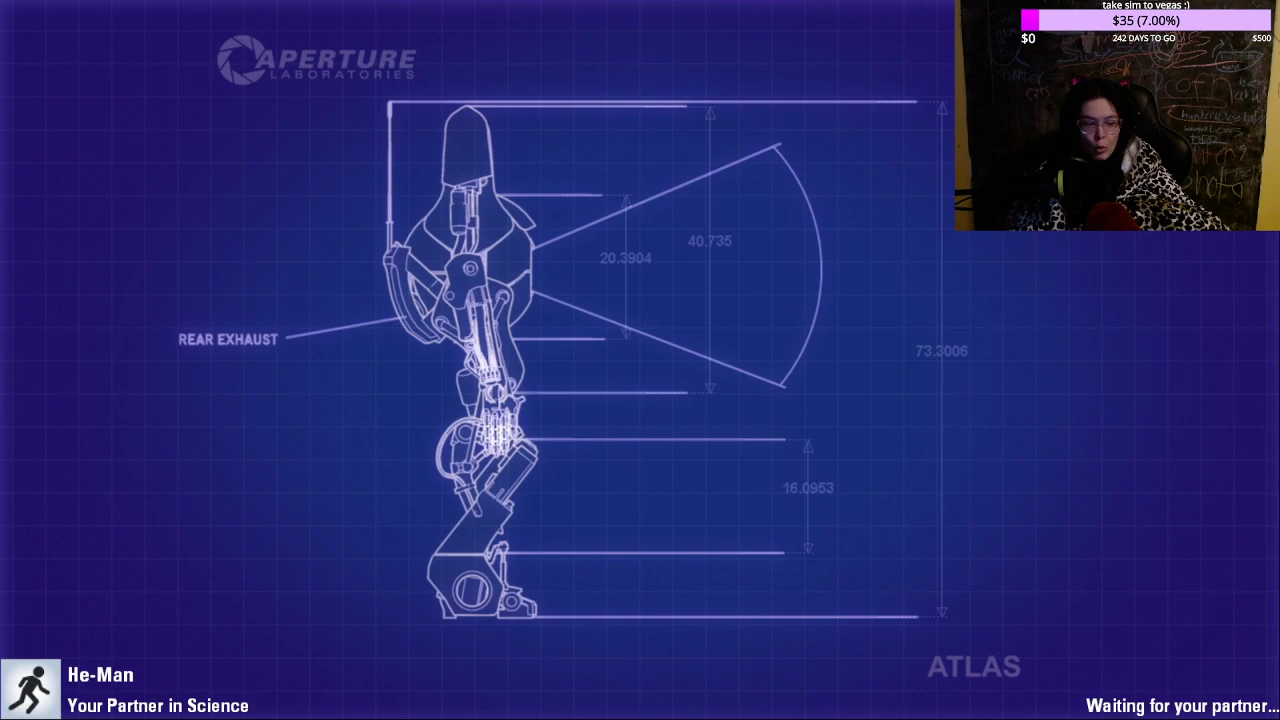 take sim to vegas :)
$35 (7.00%)
$0
242 DAYS TO GO
$500
APERTURE
LABORATORIES
20.3904
40.735
REAR EXHAUST
73.3006
16.0953
ATLAS
He-Man
Your Partner in Science
Waiting for your partner...